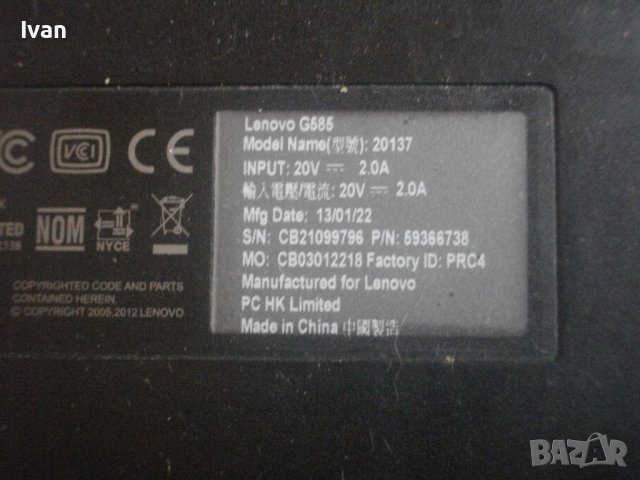 Ivan
Lenovo G585
Model Name(型號): 20137
INPUT: 20V ⎓ 2.0A
輸入電壓/電流: 20V ⎓ 2.0A
Mfg Date: 13/01/22
S/N: CB21099796 P/N: 59366738
MO: CB03012218 Factory ID: PRC4
Manufactured for Lenovo
PC HK Limited
Made in China 中國製造
VCI
CE
NOM
NYCE
COPYRIGHTED CODE AND PARTS
CONTAINED HEREIN.
© COPYRIGHT 2005,2012 LENOVO
BAZAR